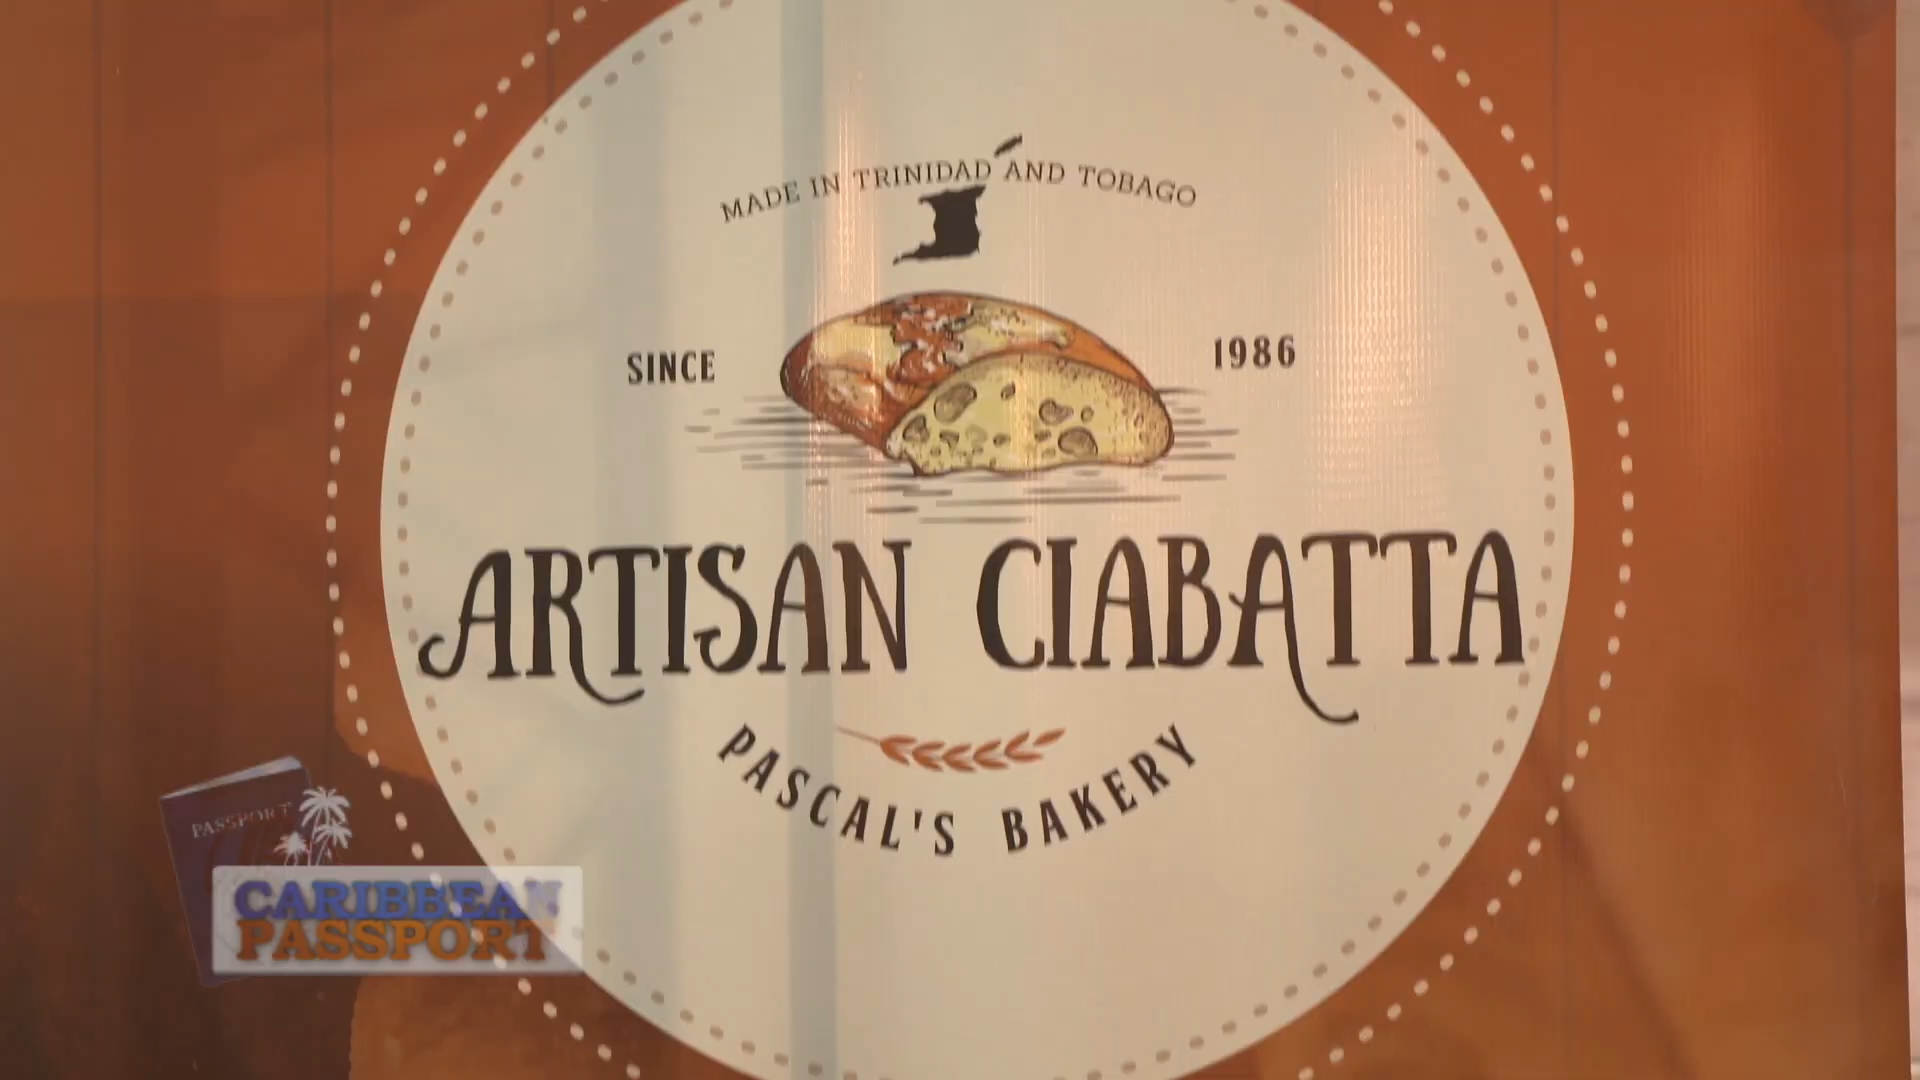 MADE IN TRINIDAD AND TOBAGO
SINCE 1986
ARTISAN CIABATTA
PASCAL'S BAKERY
PASSPORT
CARIBBEAN
PASSPORT